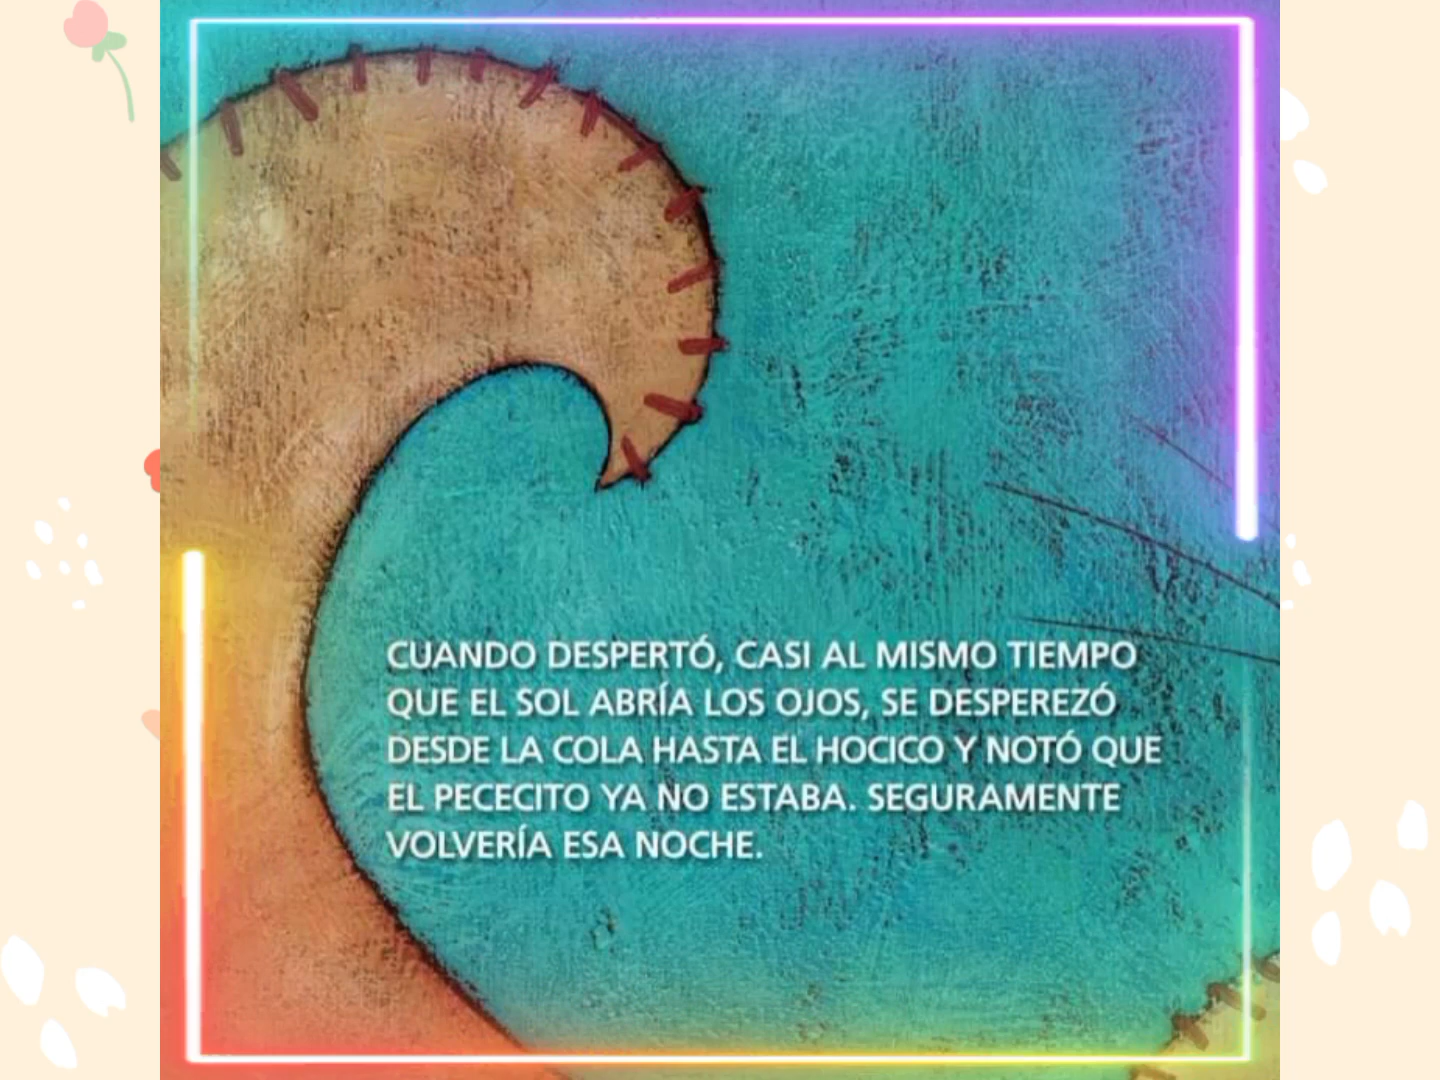 CUANDO DESPERTÓ, CASI AL MISMO TIEMPO
QUE EL SOL ABRÍA LOS OJOS, SE DESPEREZÓ
DESDE LA COLA HASTA EL HOCICO Y NOTÓ QUE
EL PECECITO YA NO ESTABA. SEGURAMENTE
VOLVERÍA ESA NOCHE.